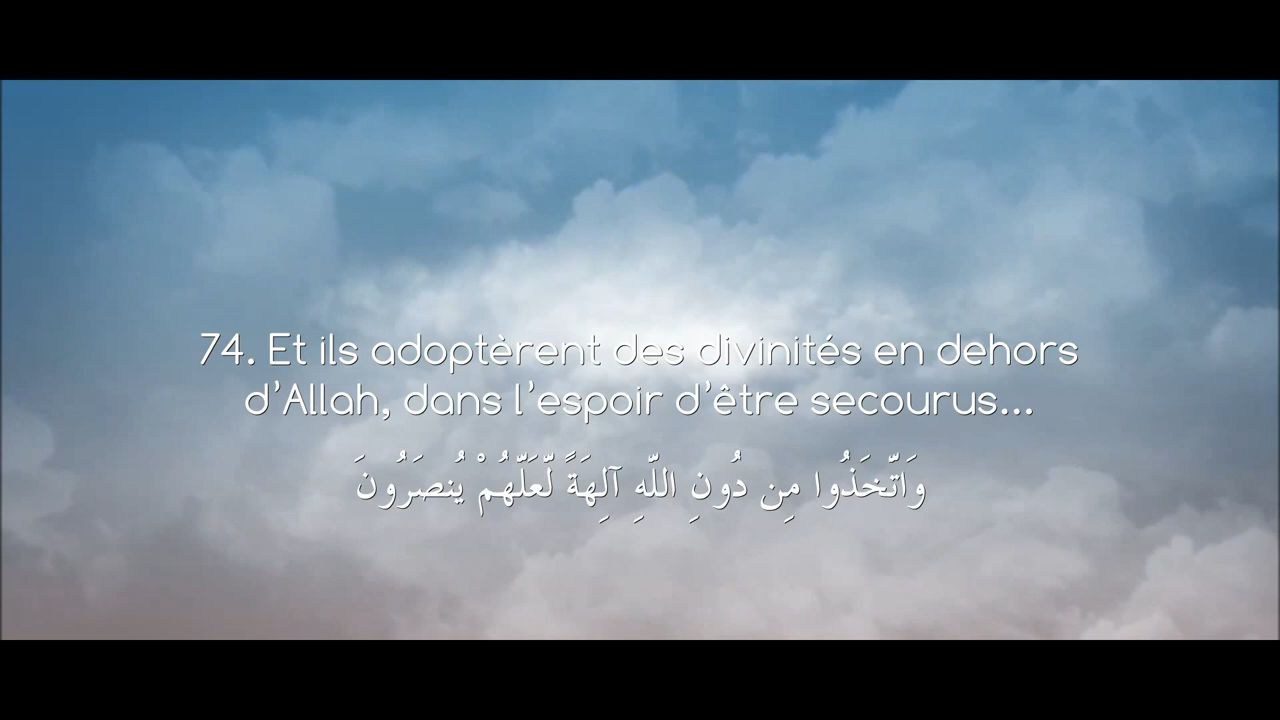 74. Et ils adoptèrent des divinités en dehors
d’Allah, dans l’espoir d’être secourus...
وَاتَّخَذُوا مِن دُونِ اللَّهِ آلِهَةً لَّعَلَّهُمْ يُنصَرُونَ